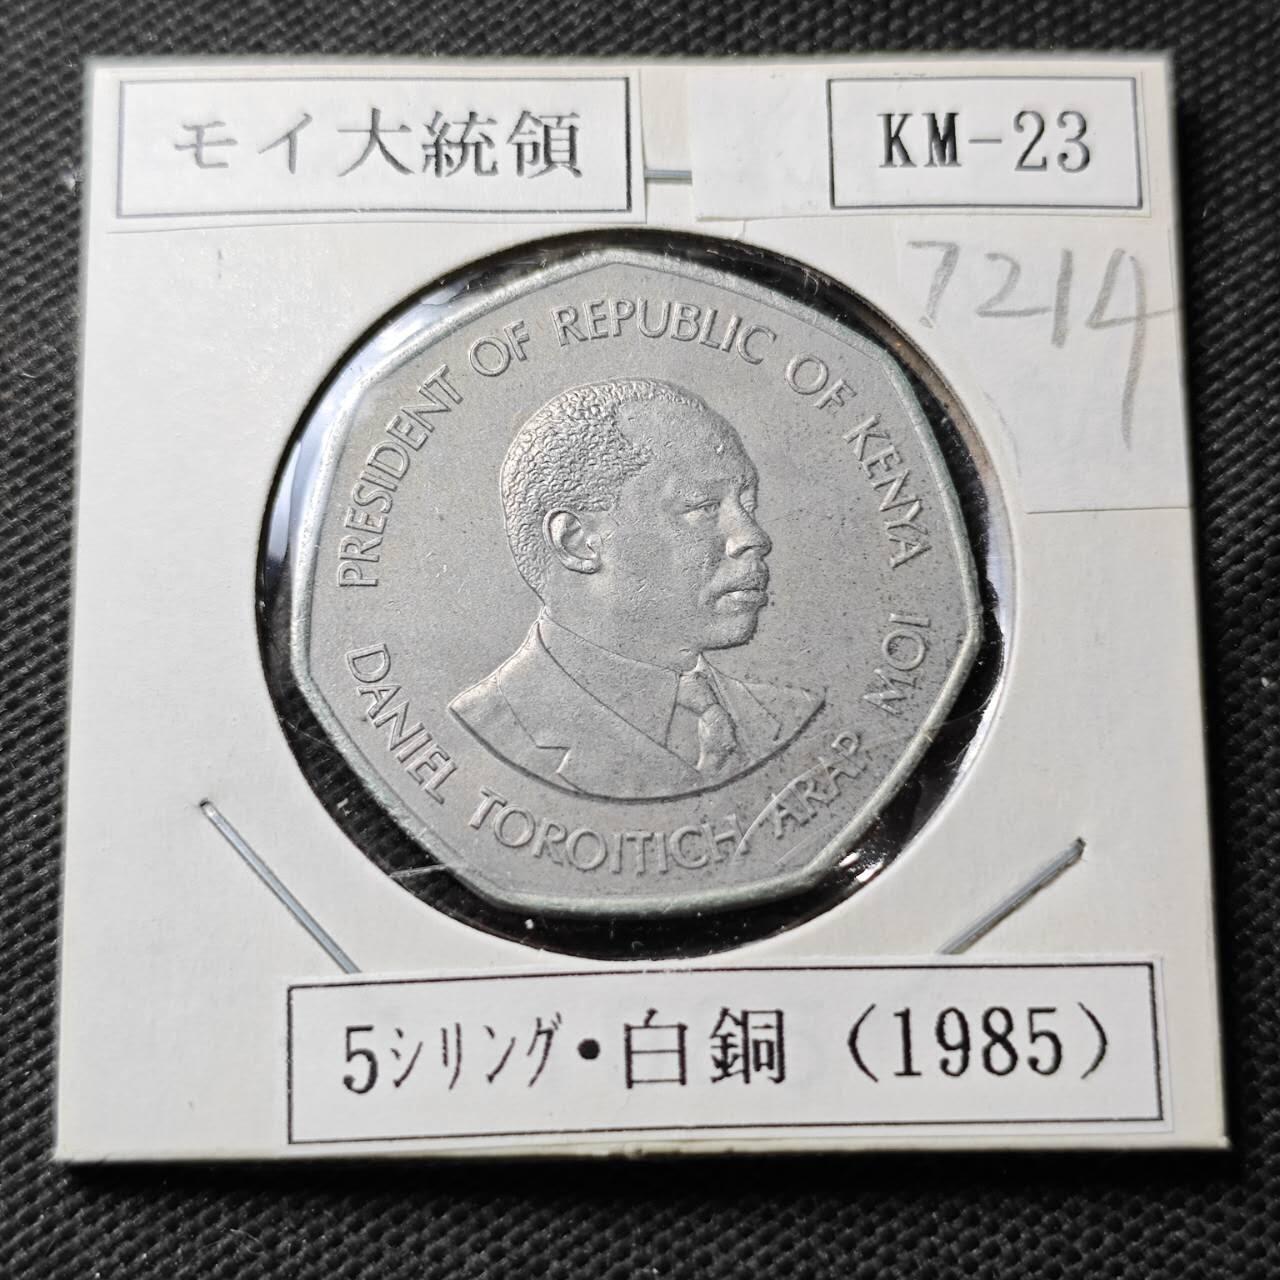 モイ大統領
KM-23
7214
PRESIDENT OF REPUBLIC OF KENYA
DANIEL TOROITICH ARAP MOI
5シリング・白銅（1985）